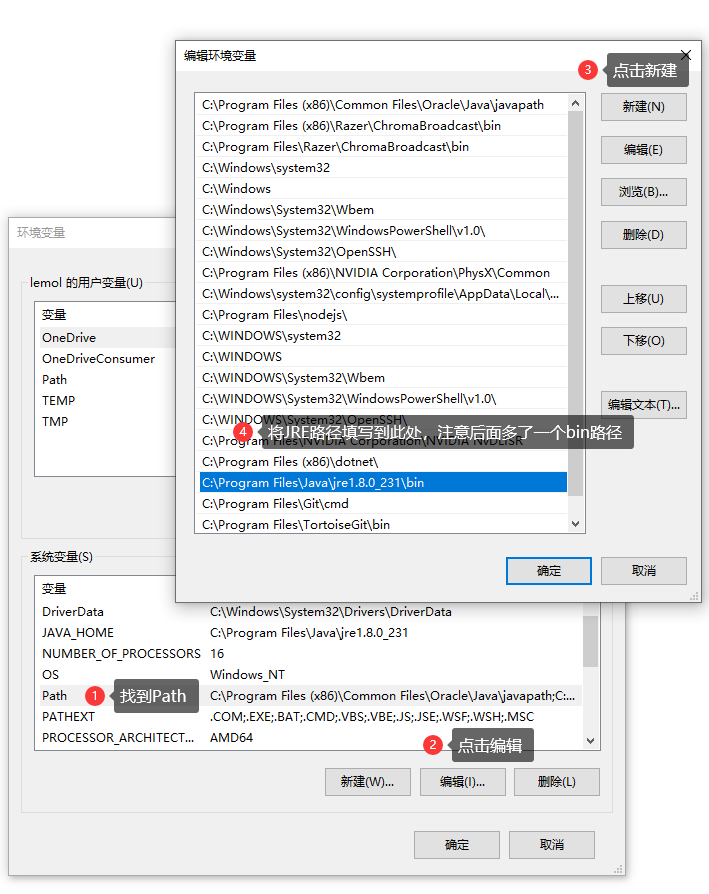 编辑环境变量
3 点击新建
C:\Program Files (x86)\Common Files\Oracle\Java\javapath
新建(N)
C:\Program Files (x86)\Razer\ChromaBroadcast\bin
C:\Program Files\Razer\ChromaBroadcast\bin
编辑(E)
C:\Windows\system32
C:\Windows
浏览(B)...
C:\Windows\System32\Wbem
C:\Windows\System32\WindowsPowerShell\v1.0\
删除(D)
C:\Windows\System32\OpenSSH\
C:\Program Files (x86)\NVIDIA Corporation\PhysX\Common
C:\Windows\system32\config\systemprofile\AppData\Local\...
上移(U)
C:\Program Files\nodejs\
C:\WINDOWS\system32
下移(O)
C:\WINDOWS
C:\WINDOWS\System32\Wbem
C:\WINDOWS\System32\WindowsPowerShell\v1.0\
编辑文本(T)...
C:\WINDOWS\System32\OpenSSH\
4 将JRE路径填写到此处，注意后面多了一个bin路径
C:\Program Files\NVIDIA Corporation\NVIDIA NvDLISR
C:\Program Files (x86)\dotnet\
C:\Program Files\Java\jre1.8.0_231\bin
C:\Program Files\Git\cmd
C:\Program Files\TortoiseGit\bin
确定
取消
环境变量
lemol 的用户变量(U)
变量
OneDrive
OneDriveConsumer
Path
TEMP
TMP
系统变量(S)
变量
DriverData C:\Windows\System32\Drivers\DriverData
JAVA_HOME C:\Program Files\Java\jre1.8.0_231
NUMBER_OF_PROCESSORS 16
OS Windows_NT
Path 1 找到Path C:\Program Files (x86)\Common Files\Oracle\Java\javapath;C:...
PATHEXT .COM;.EXE;.BAT;.CMD;.VBS;.VBE;.JS;.JSE;.WSF;.WSH;.MSC
PROCESSOR_ARCHITECT... AMD64
2 点击编辑
新建(W)...
编辑(I)...
删除(L)
确定
取消